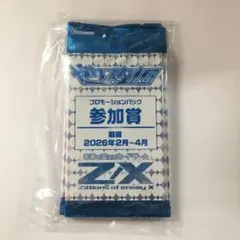 プロモーションパック
参加賞
期間
2026年2月～4月
Z/X
Zillions of enemy X